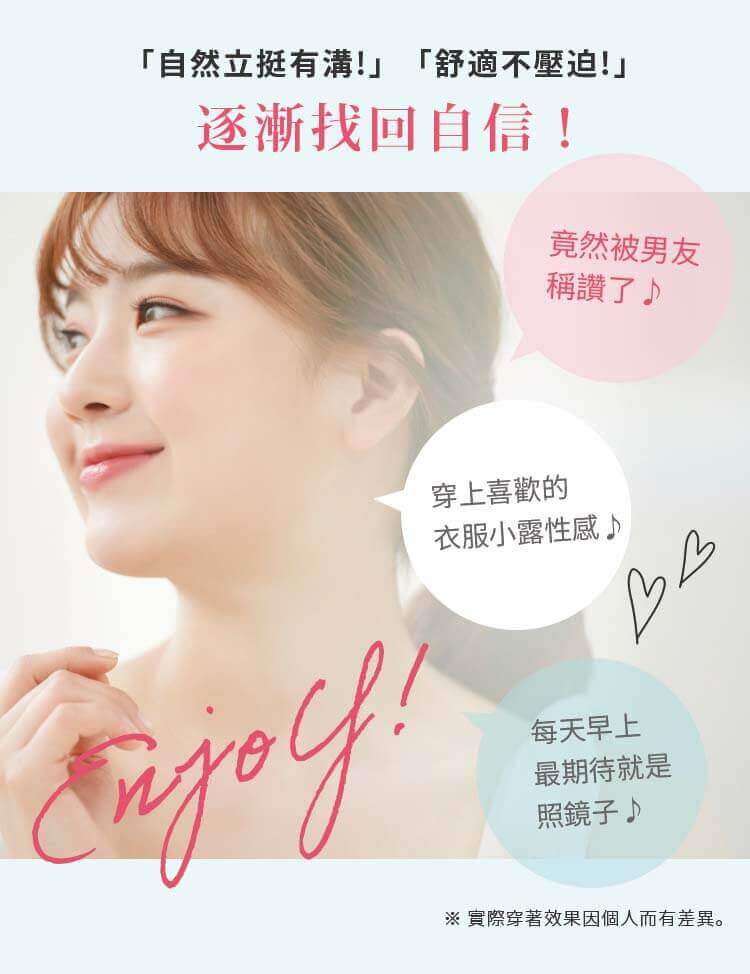 「自然立挺有溝!」「舒適不壓迫!」
逐漸找回自信！
竟然被男友
稱讚了♪
穿上喜歡的
衣服小露性感♪
Enjoy!
每天早上
最期待就是
照鏡子♪
※ 實際穿著效果因個人而有差異。